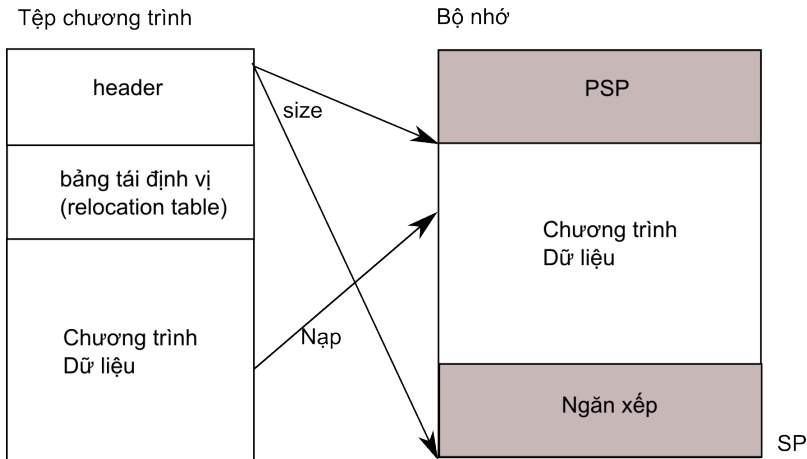 Tệp chương trình
Bộ nhớ
header
PSP
size
bảng tái định vị
(relocation table)
Chương trình
Dữ liệu
Nạp
Chương trình
Dữ liệu
Ngăn xếp
SP